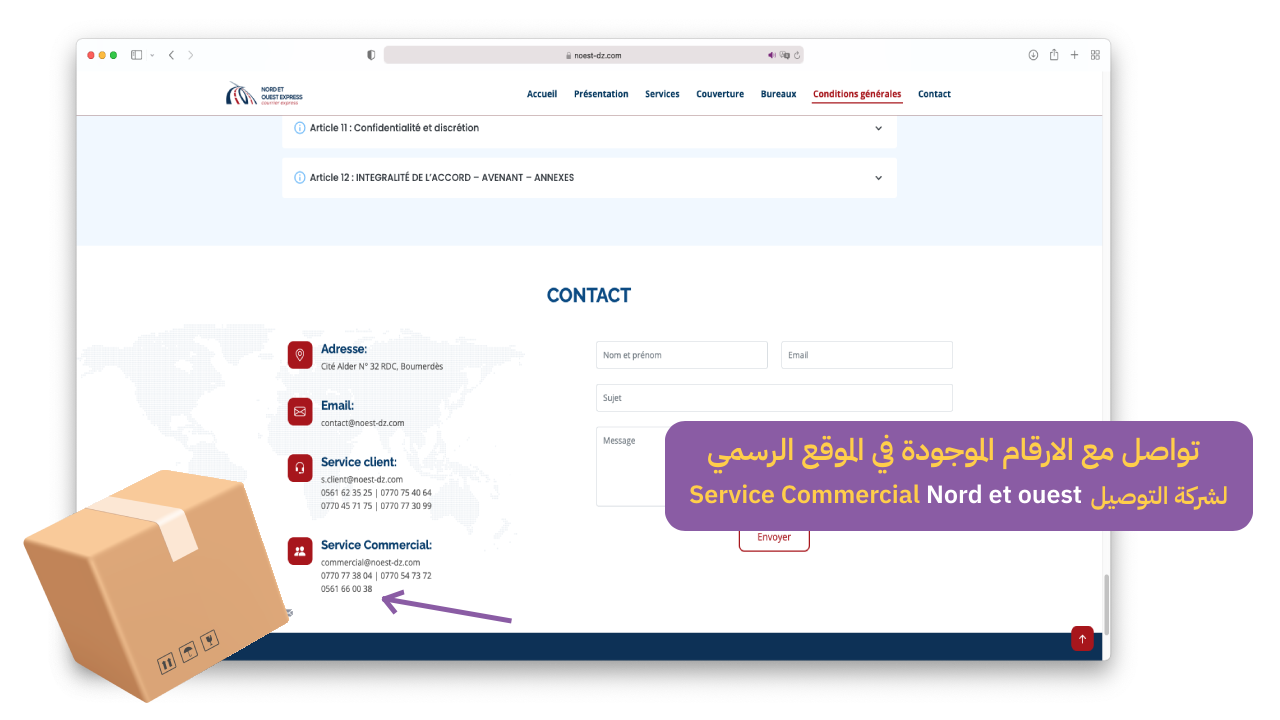 noest-dz.com
NORD ET
OUEST EXPRESS
courrier express
Accueil Présentation Services Couverture Bureaux Conditions générales Contact
Article 11 : Confidentialité et discrétion
Article 12 : INTEGRALITÉ DE L'ACCORD – AVENANT – ANNEXES
CONTACT
Adresse:
Cité Alder N° 32 RDC, Boumerdès
Email:
contact@noest-dz.com
Service client:
s.client@noest-dz.com
0561 62 35 25 | 0770 75 40 64
0770 45 71 75 | 0770 77 30 99
Service Commercial:
commercial@noest-dz.com
0770 77 38 04 | 0770 54 73 72
0561 66 00 38
Nom et prénom
Email
Sujet
Message
Envoyer
تواصل مع الارقام الموجودة في الموقع الرسمي
لشركة التوصيل Service Commercial Nord et ouest